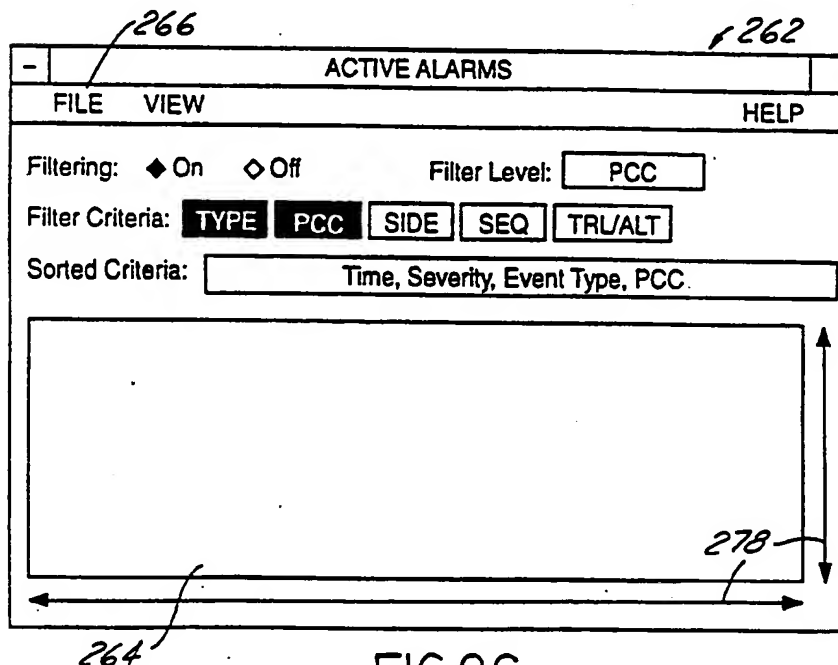 266
262
- ACTIVE ALARMS
FILE VIEW HELP
Filtering: ◆ On ◇ Off Filter Level: PCC
Filter Criteria: TYPE PCC SIDE SEQ TRL/ALT
Sorted Criteria: Time, Severity, Event Type, PCC
278
264